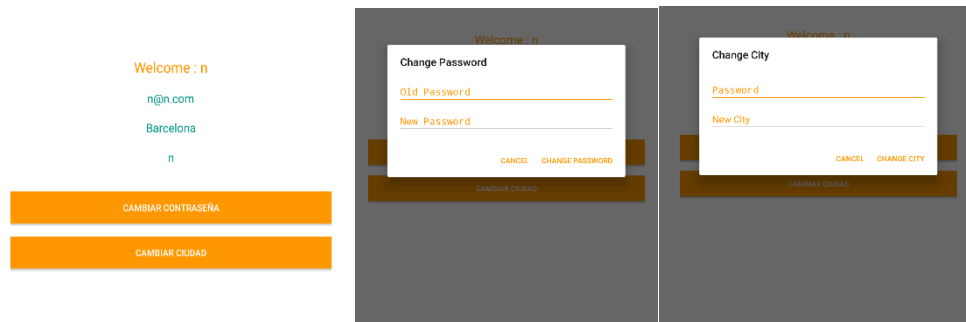 Welcome : n
n@n.com
Barcelona
n
CAMBIAR CONTRASEÑA
CAMBIAR CIUDAD
Welcome : n
Change Password
Old Password
New Password
CANCEL CHANGE PASSWORD
CAMBIAR CIUDAD
Welcome : n
Change City
Password
New City
CANCEL CHANGE CITY
CAMBIAR CIUDAD